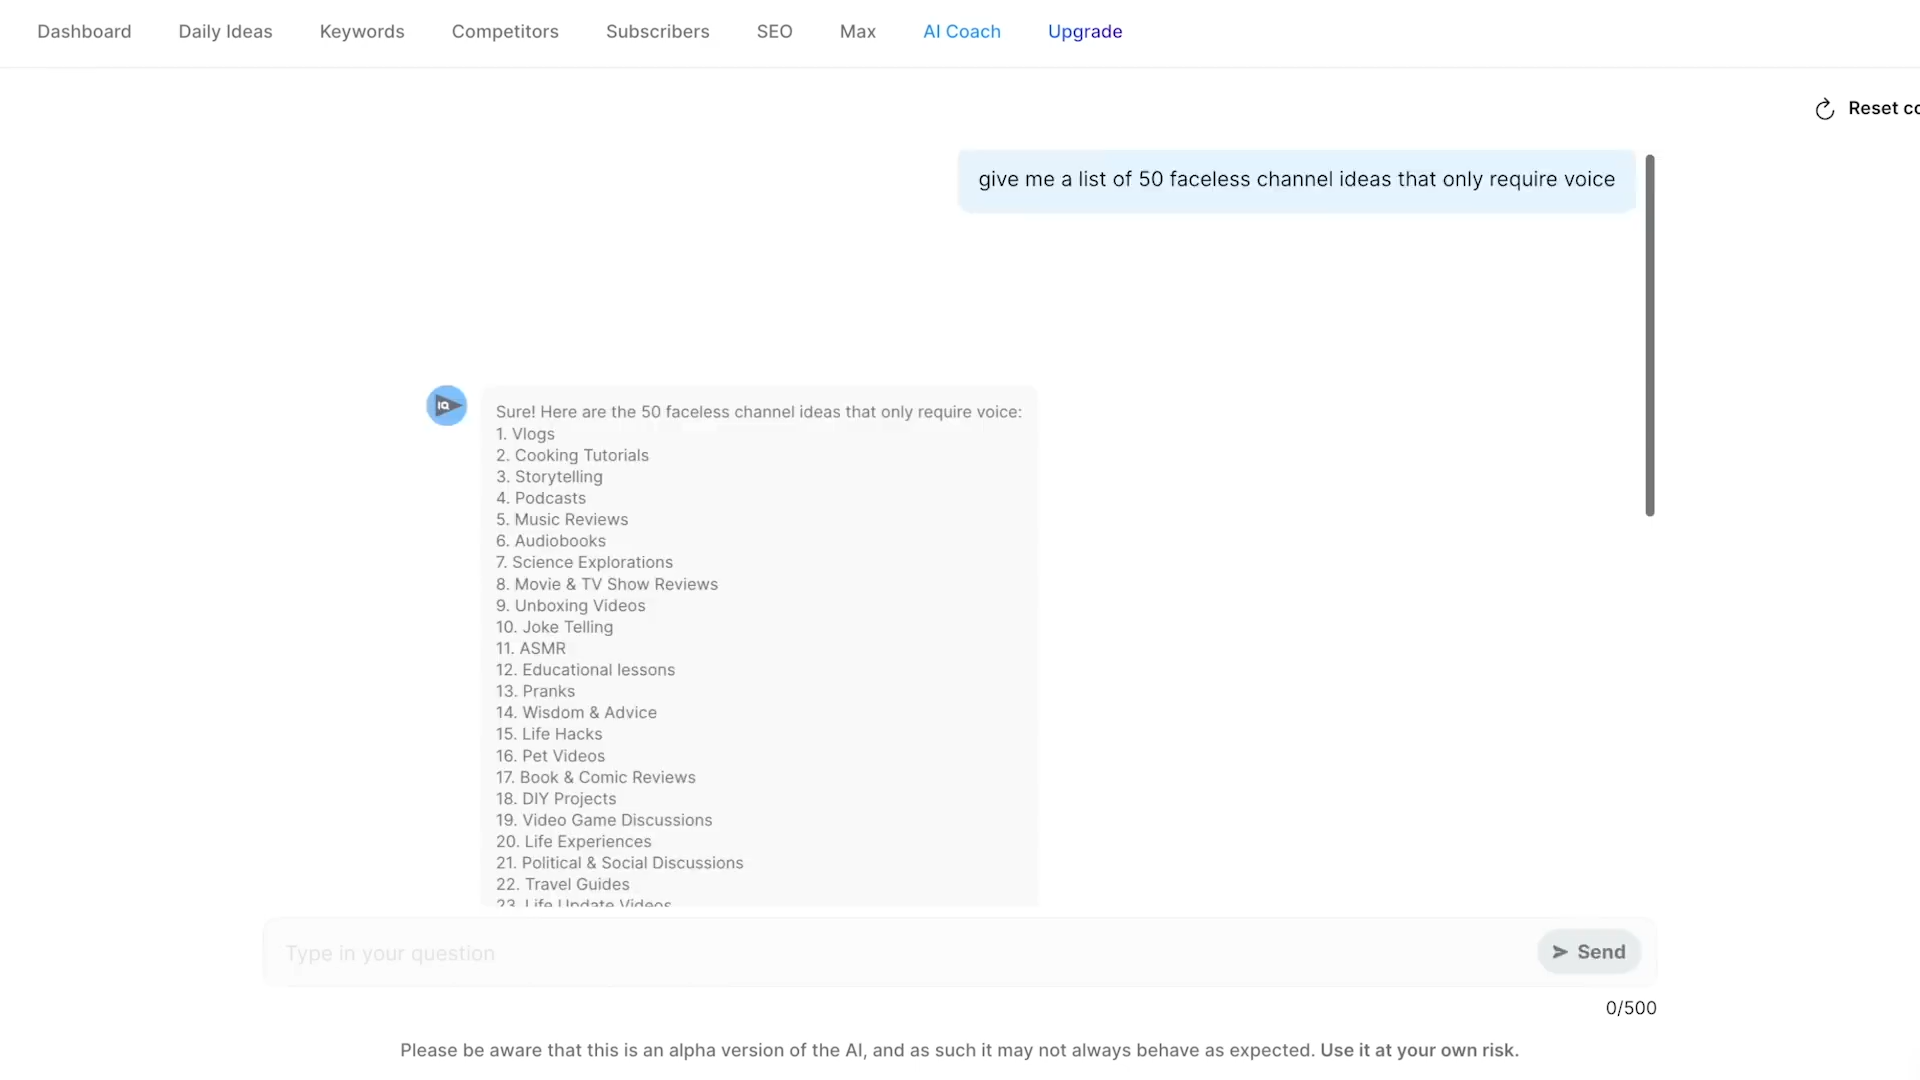 Dashboard Daily Ideas Keywords Competitors Subscribers SEO Max AI Coach Upgrade
Reset co
give me a list of 50 faceless channel ideas that only require voice
IQ
Sure! Here are the 50 faceless channel ideas that only require voice:
1. Vlogs
2. Cooking Tutorials
3. Storytelling
4. Podcasts
5. Music Reviews
6. Audiobooks
7. Science Explorations
8. Movie & TV Show Reviews
9. Unboxing Videos
10. Joke Telling
11. ASMR
12. Educational lessons
13. Pranks
14. Wisdom & Advice
15. Life Hacks
16. Pet Videos
17. Book & Comic Reviews
18. DIY Projects
19. Video Game Discussions
20. Life Experiences
21. Political & Social Discussions
22. Travel Guides
23. Life Update Videos
Type in your question
Send
0/500
Please be aware that this is an alpha version of the AI, and as such it may not always behave as expected. Use it at your own risk.